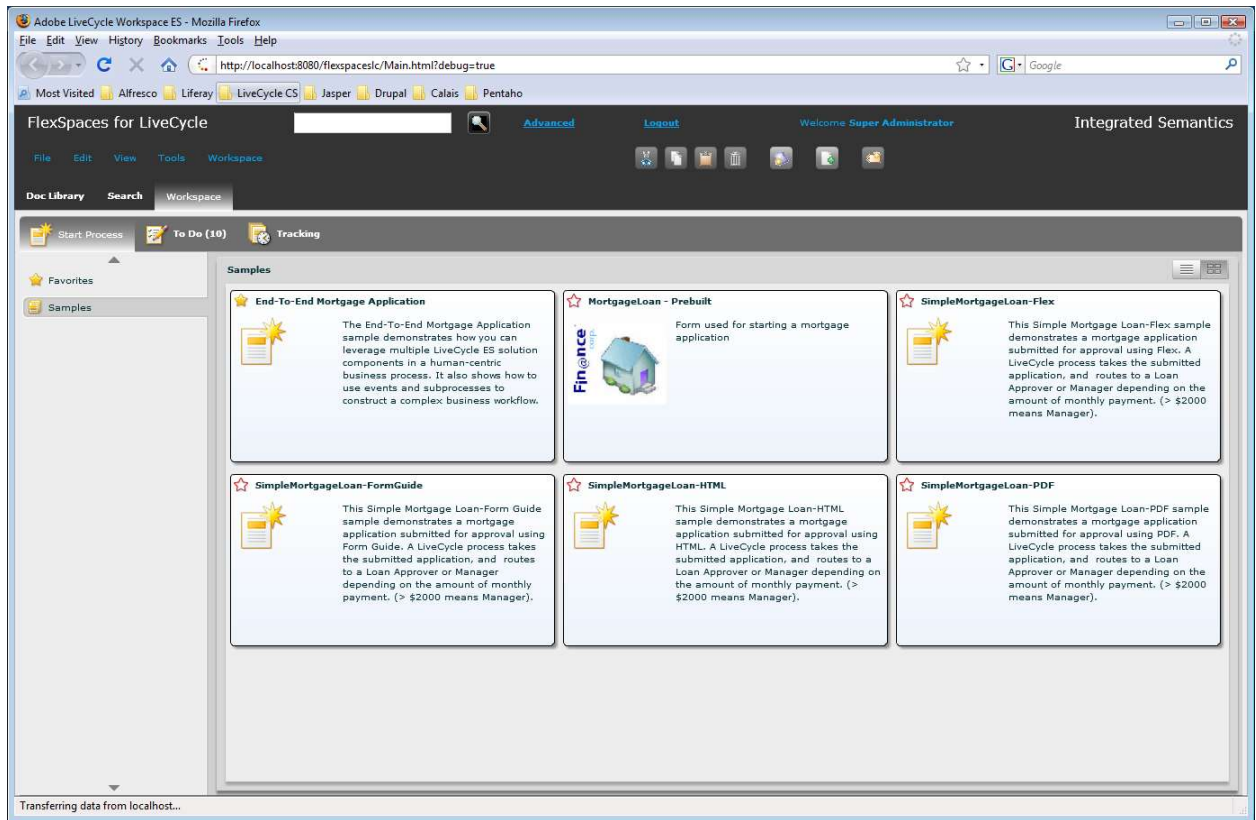 Adobe LiveCycle Workspace ES - Mozilla Firefox
File Edit View History Bookmarks Tools Help
http://localhost:8080/flexspaceslc/Main.html?debug=true
G Google
Most Visited Alfresco Liferay LiveCycle CS Jasper Drupal Calais Pentaho
FlexSpaces for LiveCycle
Advanced
Logout
Welcome Super Administrator
Integrated Semantics
File Edit View Tools Workspace
Doc Library Search Workspace
Start Process To Do (10) Tracking
Favorites
Samples
Samples
End-To-End Mortgage Application
The End-To-End Mortgage Application
sample demonstrates how you can
leverage multiple LiveCycle ES solution
components in a human-centric
business process. It also shows how to
use events and subprocesses to
construct a complex business workflow.
MortgageLoan - Prebuilt
Fin@nce
corp.
Form used for starting a mortgage
application
SimpleMortgageLoan-Flex
This Simple Mortgage Loan-Flex sample
demonstrates a mortgage application
submitted for approval using Flex. A
LiveCycle process takes the submitted
application, and routes to a Loan
Approver or Manager depending on the
amount of monthly payment. (> $2000
means Manager).
SimpleMortgageLoan-FormGuide
This Simple Mortgage Loan-Form Guide
sample demonstrates a mortgage
application submitted for approval using
Form Guide. A LiveCycle process takes
the submitted application, and routes
to a Loan Approver or Manager
depending on the amount of monthly
payment. (> $2000 means Manager).
SimpleMortgageLoan-HTML
This Simple Mortgage Loan-HTML
sample demonstrates a mortgage
application submitted for approval using
HTML. A LiveCycle process takes the
submitted application, and routes to a
Loan Approver or Manager depending on
the amount of monthly payment. (>
$2000 means Manager).
SimpleMortgageLoan-PDF
This Simple Mortgage Loan-PDF sample
demonstrates a mortgage application
submitted for approval using PDF. A
LiveCycle process takes the submitted
application, and routes to a Loan
Approver or Manager depending on the
amount of monthly payment. (> $2000
means Manager).
Transferring data from localhost...